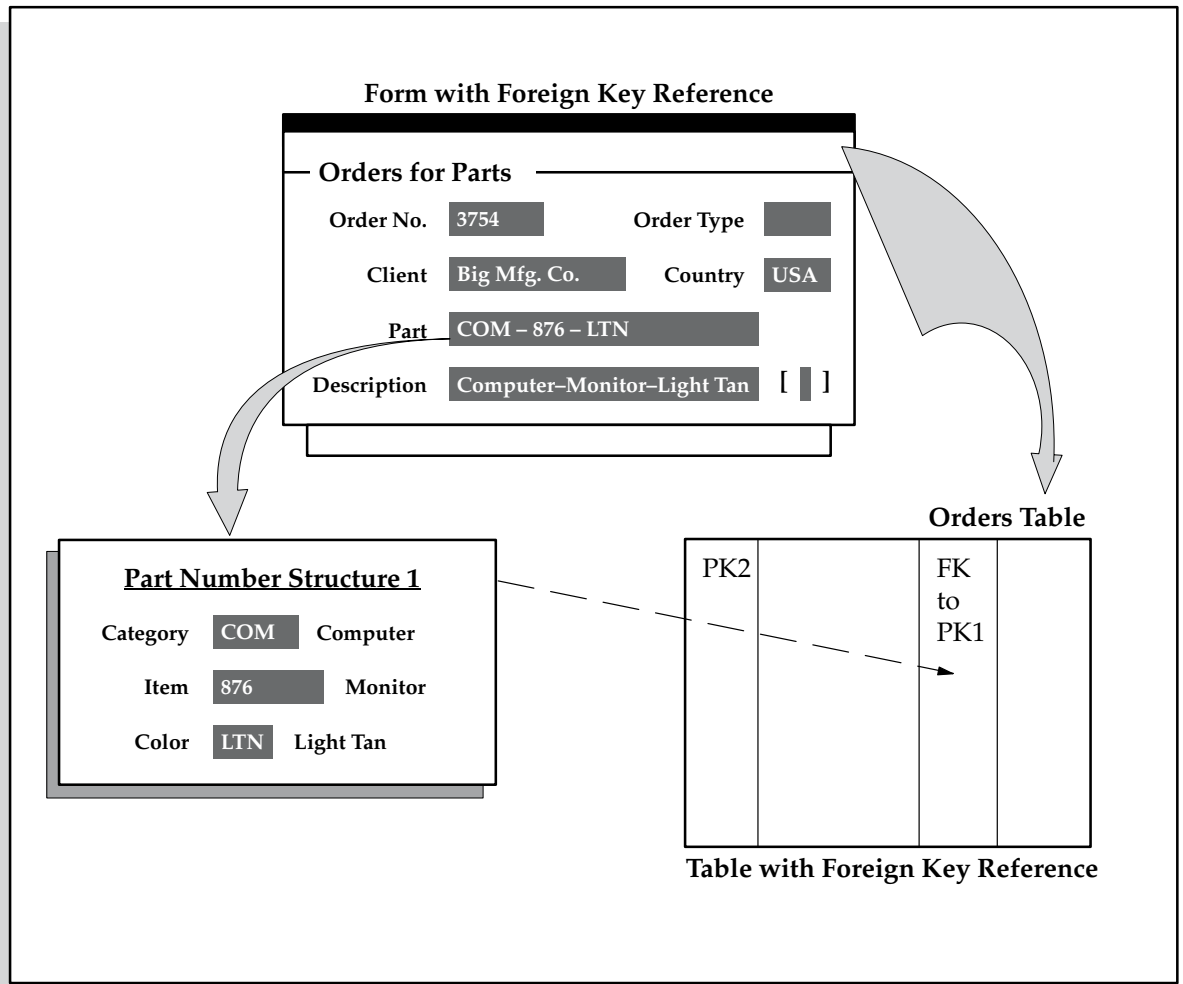 Form with Foreign Key Reference
Orders for Parts
Order No. 3754 Order Type
Client Big Mfg. Co. Country USA
Part COM – 876 – LTN
Description Computer–Monitor–Light Tan [ ]
Part Number Structure 1
Category COM Computer
Item 876 Monitor
Color LTN Light Tan
Orders Table
PK2
FK
to
PK1
Table with Foreign Key Reference